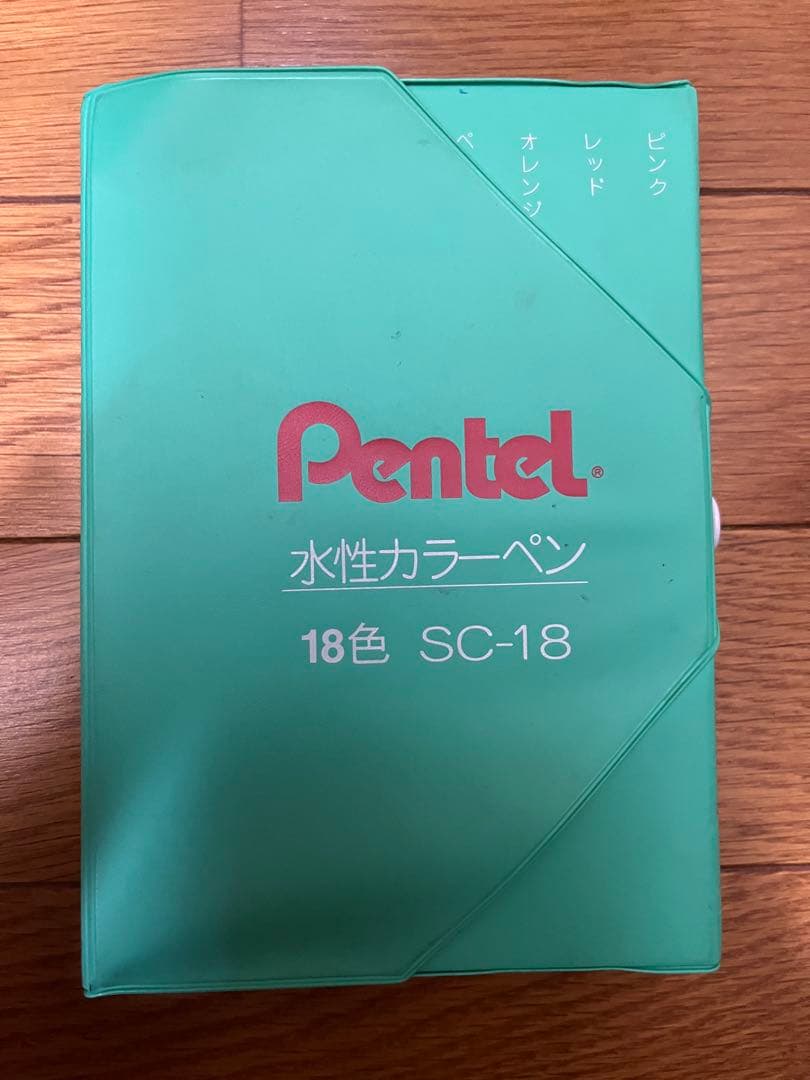 ピンク
レッド
オレンジ
ペ
Pentel®
水性カラーペン
18色 SC-18